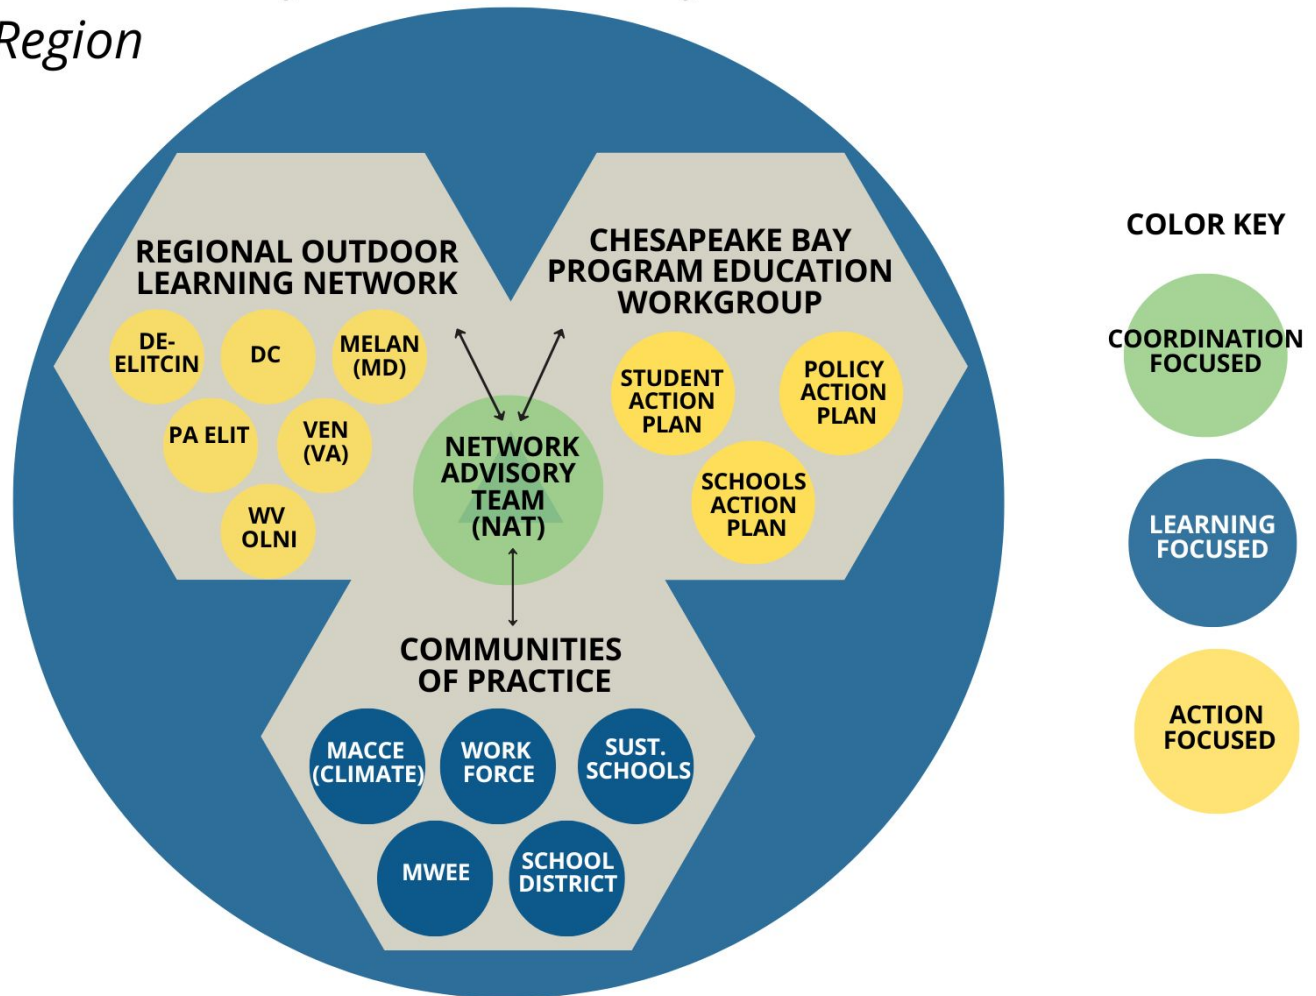 Region
REGIONAL OUTDOOR
LEARNING NETWORK
DE-
ELITCIN
DC
MELAN
(MD)
PA ELIT
VEN
(VA)
WV
OLNI
CHESAPEAKE BAY
PROGRAM EDUCATION
WORKGROUP
STUDENT
ACTION
PLAN
POLICY
ACTION
PLAN
SCHOOLS
ACTION
PLAN
NETWORK
ADVISORY
TEAM
(NAT)
COMMUNITIES
OF PRACTICE
MACCE
(CLIMATE)
WORK
FORCE
SUST.
SCHOOLS
MWEE
SCHOOL
DISTRICT
COLOR KEY
COORDINATION
FOCUSED
LEARNING
FOCUSED
ACTION
FOCUSED